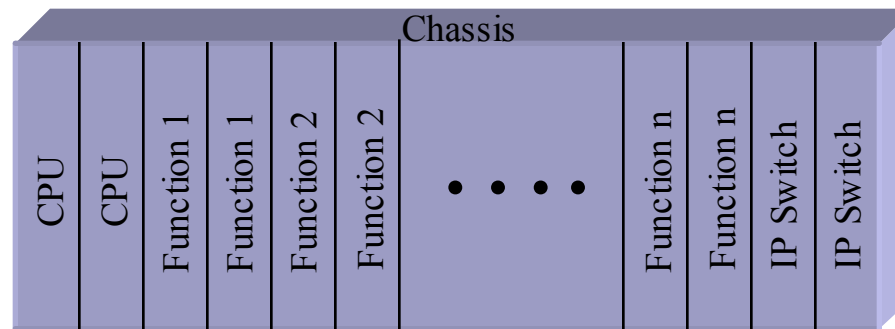 Chassis
CPU
CPU
Function 1
Function 1
Function 2
Function 2
• • • •
Function n
Function n
IP Switch
IP Switch